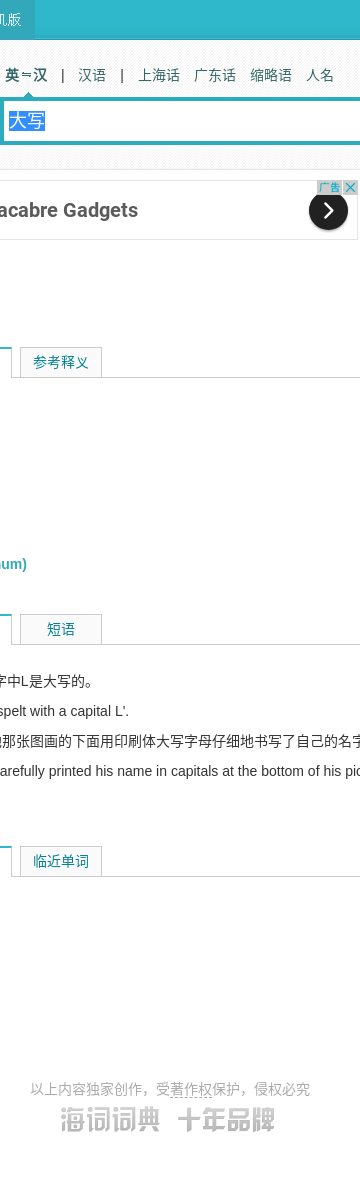 机版
英⇋汉 | 汉语 | 上海话 广东话 缩略语 人名
大写
广告
acabre Gadgets
参考释义
num)
短语
字中L是大写的。
spelt with a capital L'.
那张图画的下面用印刷体大写字母仔细地书写了自己的名字
arefully printed his name in capitals at the bottom of his pic
临近单词
以上内容独家创作，受著作权保护，侵权必究
海词词典 十年品牌